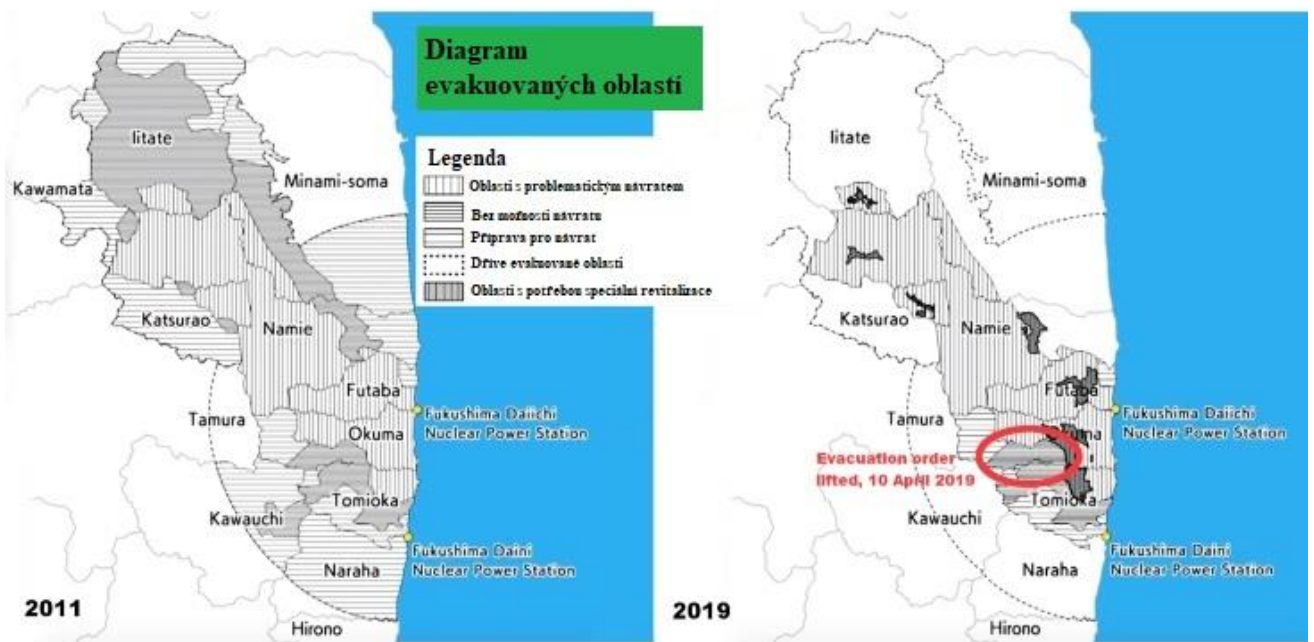 Diagram
evakuovaných oblastí
Legenda
Oblasti s problematickým návratem
Bez možnosti návratu
Příprava pro návrat
Dříve evakuované oblasti
Oblasti s potřebou speciální revitalizace
Iitate
Kawamata
Minami-soma
Katsurao
Namie
Futaba
Tamura
Fukushima Daiichi
Nuclear Power Station
Okuma
Tomioka
Kawauchi
Fukushima Daini
Nuclear Power Station
Naraha
2011
Hirono
Iitate
Minami-soma
Katsurao
Namie
Futaba
Tamura
Fukushima Daiichi
Nuclear Power Station
Evacuation order
lifted, 10 April 2019
Tomioka
Kawauchi
Fukushima Daini
Nuclear Power Station
Naraha
2019
Hirono